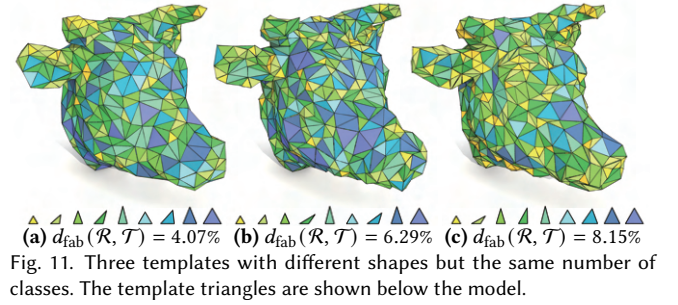 (a) d_fab(R, T) = 4.07% (b) d_fab(R, T) = 6.29% (c) d_fab(R, T) = 8.15%
Fig. 11. Three templates with different shapes but the same number of
classes. The template triangles are shown below the model.